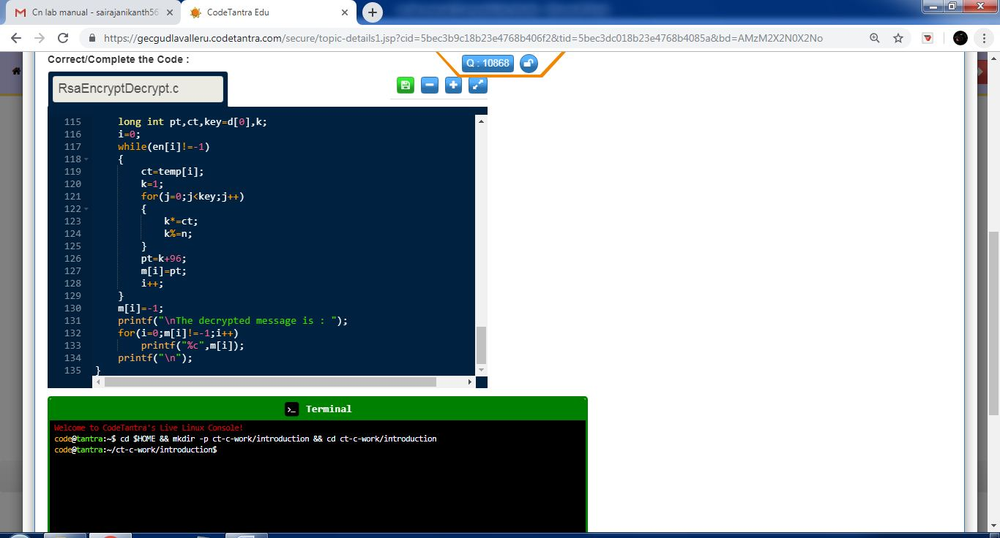 Cn lab manual - sairajanikanth56
CodeTantra Edu
https://gecgudlavalleru.codetantra.com/secure/topic-details1.jsp?cid=5bec3b9c18b23e4768b406f2&tid=5bec3dc018b23e4768b4085a&bd=AMzM2X2N0X2No
Correct/Complete the Code :
Q : 10868
RsaEncryptDecrypt.c
115 long int pt,ct,key=d[0],k;
116 i=0;
117 while(en[i]!=-1)
118 {
119 ct=temp[i];
120 k=1;
121 for(j=0;j<key;j++)
122 {
123 k*=ct;
124 k%=n;
125 }
126 pt=k+96;
127 m[i]=pt;
128 i++;
129 }
130 m[i]=-1;
131 printf("\nThe decrypted message is : ");
132 for(i=0;m[i]!=-1;i++)
133 printf("%c",m[i]);
134 printf("\n");
135 }
Terminal
Welcome to CodeTantra's Live Linux Console!
code@tantra:~$ cd $HOME && mkdir -p ct-c-work/introduction && cd ct-c-work/introduction
code@tantra:~/ct-c-work/introduction$